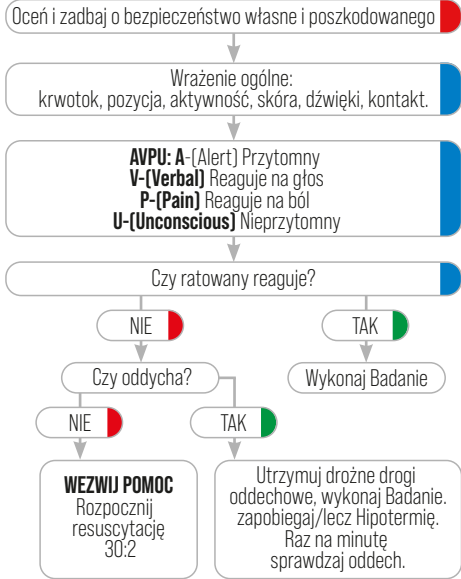 Oceń i zadbaj o bezpieczeństwo własne i poszkodowanego
Wrażenie ogólne:
krwotok, pozycja, aktywność, skóra, dźwięki, kontakt.
AVPU: A-(Alert) Przytomny
V-(Verbal) Reaguje na głos
P-(Pain) Reaguje na ból
U-(Unconscious) Nieprzytomny
Czy ratowany reaguje?
NIE
TAK
Czy oddycha?
Wykonaj Badanie
NIE
TAK
WEZWIJ POMOC
Rozpocznij
resuscytację
30:2
Utrzymuj drożne drogi
oddechowe, wykonaj Badanie.
zapobiegaj/lecz Hipotermię.
Raz na minutę
sprawdzaj oddech.